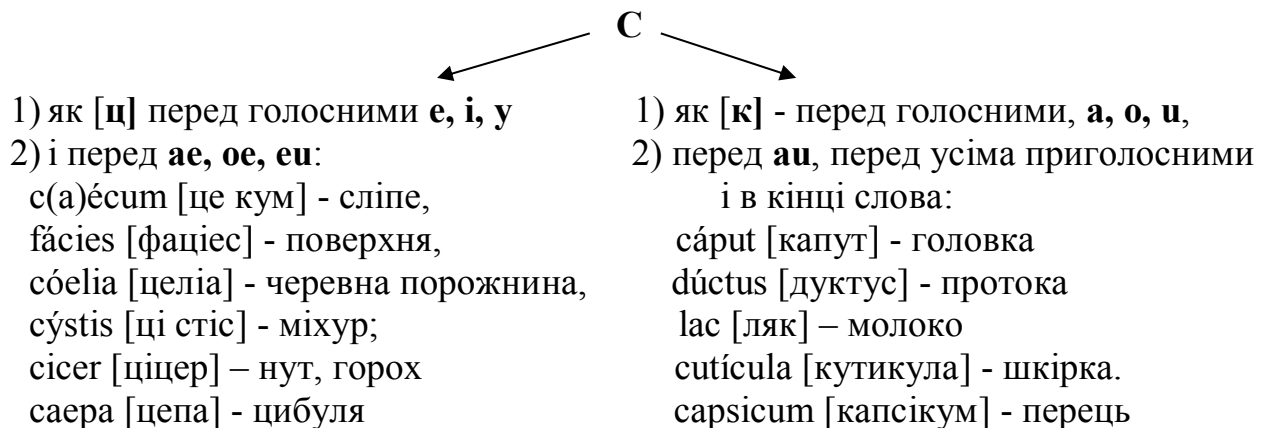 С
1) як [ц] перед голосними e, i, y
2) і перед ae, oe, eu:
c(a)écum [це кум] - сліпе,
fácies [фаціес] - поверхня,
cóelia [целіа] - черевна порожнина,
cýstis [ці стіс] - міхур;
cicer [ціцер] – нут, горох
caepa [цепа] - цибуля
1) як [к] - перед голосними, a, o, u,
2) перед au, перед усіма приголосними
і в кінці слова:
cáput [капут] - головка
dúctus [дуктус] - протока
lac [ляк] – молоко
cutícula [кутикула] - шкірка.
capsicum [капсікум] - перець